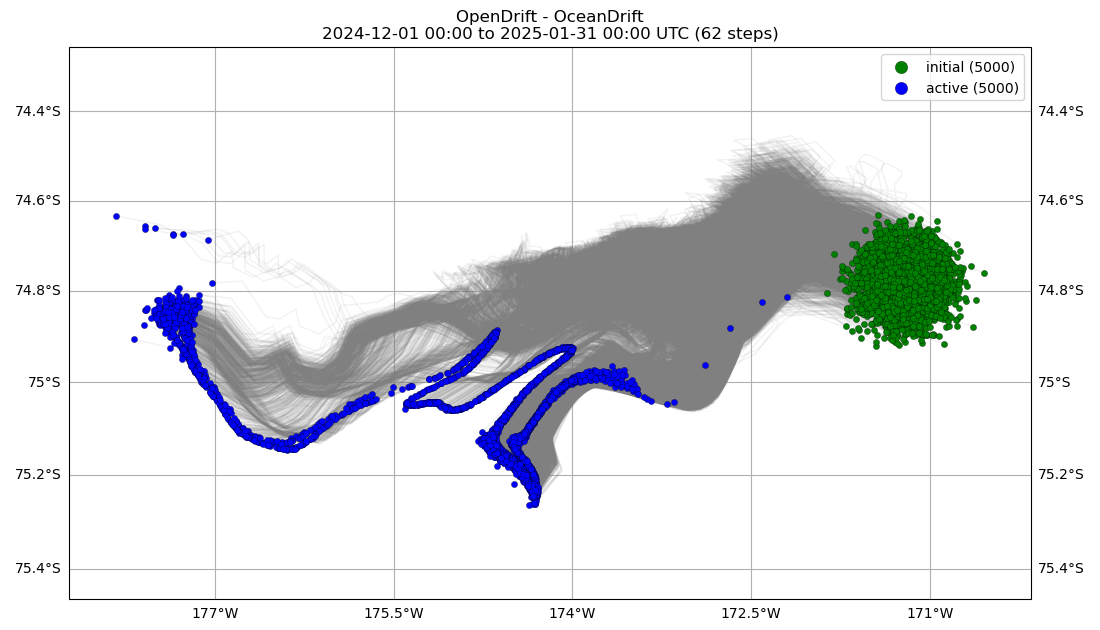 OpenDrift - OceanDrift
2024-12-01 00:00 to 2025-01-31 00:00 UTC (62 steps)
initial (5000)
active (5000)
74.4°S
74.4°S
74.6°S
74.6°S
74.8°S
74.8°S
75°S
75°S
75.2°S
75.2°S
75.4°S
75.4°S
177°W
175.5°W
174°W
172.5°W
171°W